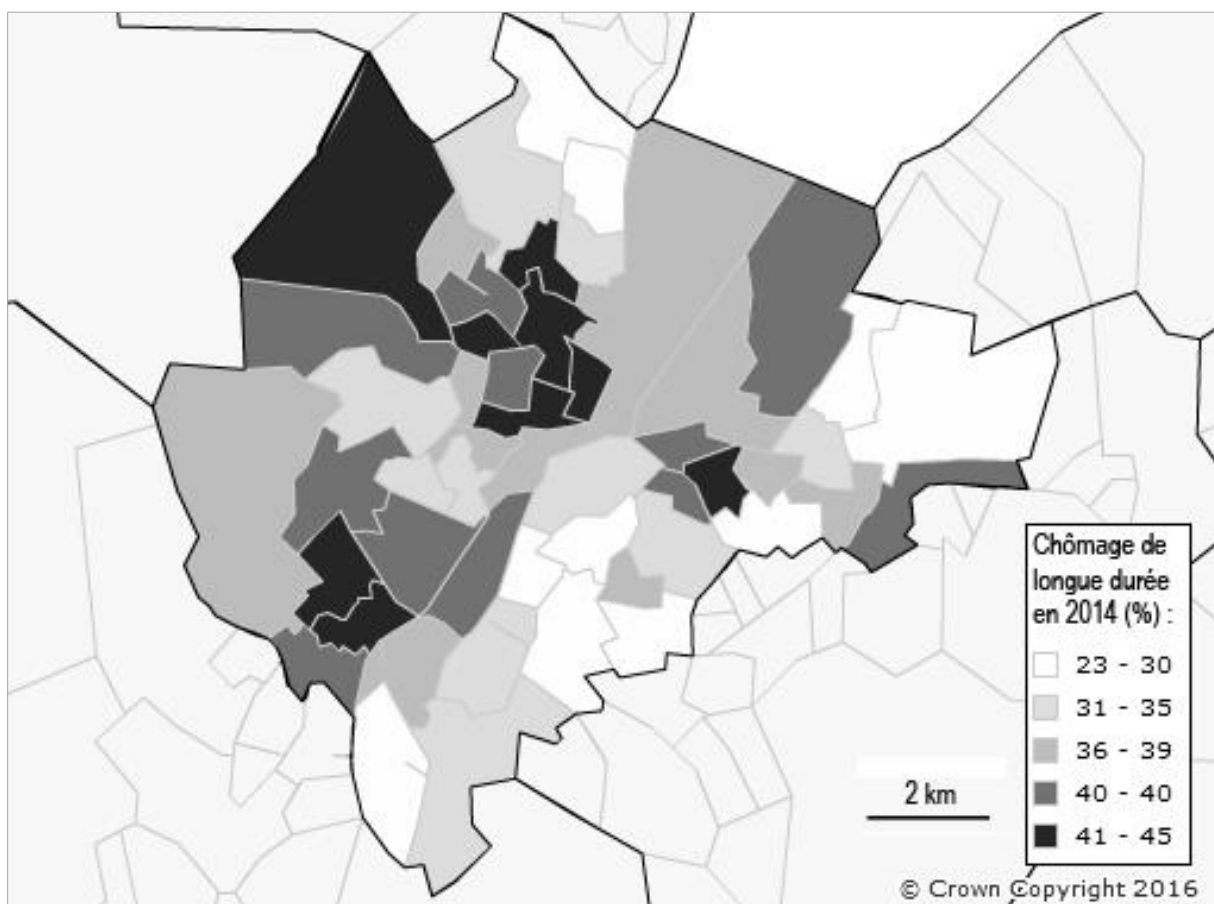 Chômage de
longue durée
en 2014 (%) :
23 - 30
31 - 35
36 - 39
40 - 40
41 - 45
2 km
© Crown Copyright 2016